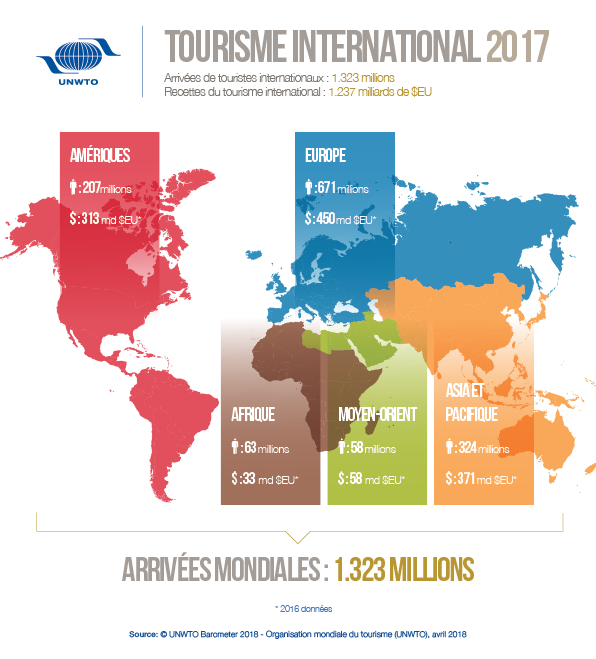 UNWTO
TOURISME INTERNATIONAL 2017
Arrivées de touristes internationaux : 1.323 millions
Recettes du tourisme international : 1.237 milliards de $EU
AMÉRIQUES
: 207 millions
$ : 313 md $EU*
EUROPE
: 671 millions
$ : 450 md $EU*
AFRIQUE
: 63 millions
$ : 33 md $EU*
MOYEN-ORIENT
: 58 millions
$ : 58 md $EU*
ASIA ET
PACIFIQUE
: 324 millions
$ : 371 md $EU*
ARRIVÉES MONDIALES : 1.323 MILLIONS
* 2016 données
Source: © UNWTO Barometer 2018 - Organisation mondiale du tourisme (UNWTO), avril 2018